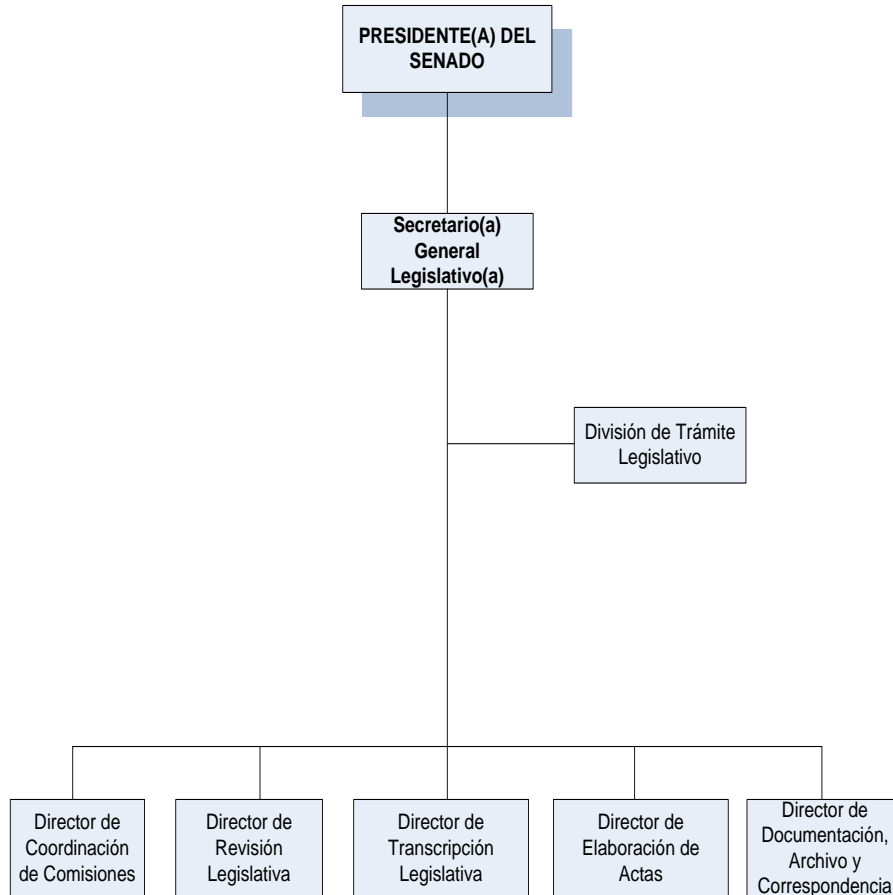 PRESIDENTE(A) DEL
SENADO
Secretario(a)
General
Legislativo(a)
División de Trámite
Legislativo
Director de
Coordinación
de Comisiones
Director de
Revisión
Legislativa
Director de
Transcripción
Legislativa
Director de
Elaboración de
Actas
Director de
Documentación,
Archivo y
Correspondencia